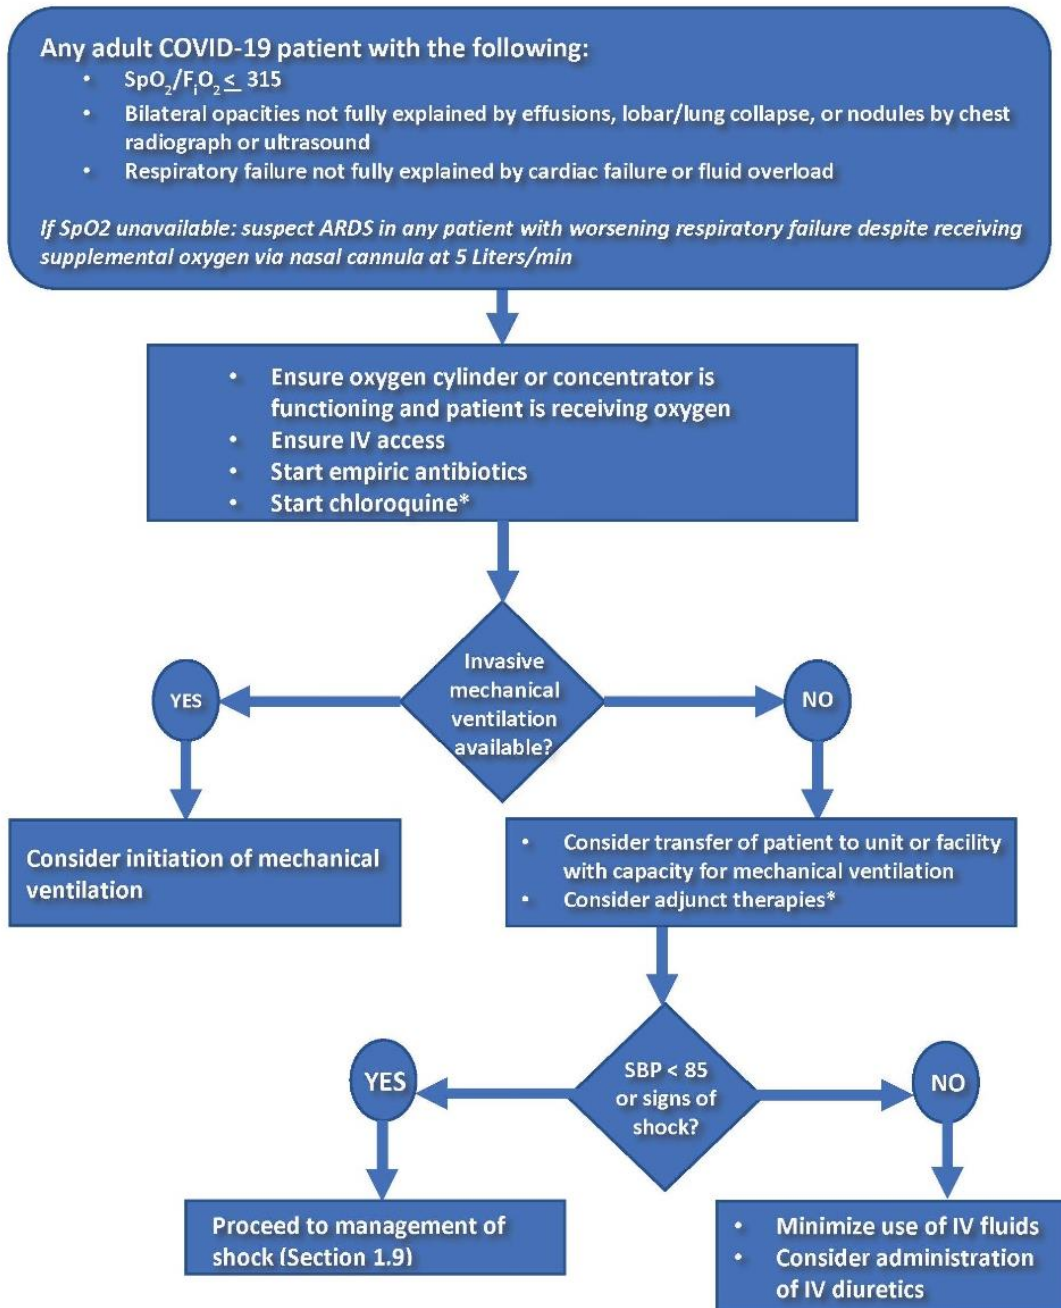 Any adult COVID-19 patient with the following:
• SpO₂/FᵢO₂ ≤ 315
• Bilateral opacities not fully explained by effusions, lobar/lung collapse, or nodules by chest
radiograph or ultrasound
• Respiratory failure not fully explained by cardiac failure or fluid overload
If SpO2 unavailable: suspect ARDS in any patient with worsening respiratory failure despite receiving
supplemental oxygen via nasal cannula at 5 Liters/min
• Ensure oxygen cylinder or concentrator is
functioning and patient is receiving oxygen
• Ensure IV access
• Start empiric antibiotics
• Start chloroquine*
Invasive
mechanical
ventilation
available?
YES
NO
Consider initiation of mechanical
ventilation
• Consider transfer of patient to unit or facility
with capacity for mechanical ventilation
• Consider adjunct therapies*
SBP < 85
or signs of
shock?
YES
NO
Proceed to management of
shock (Section 1.9)
• Minimize use of IV fluids
• Consider administration
of IV diuretics